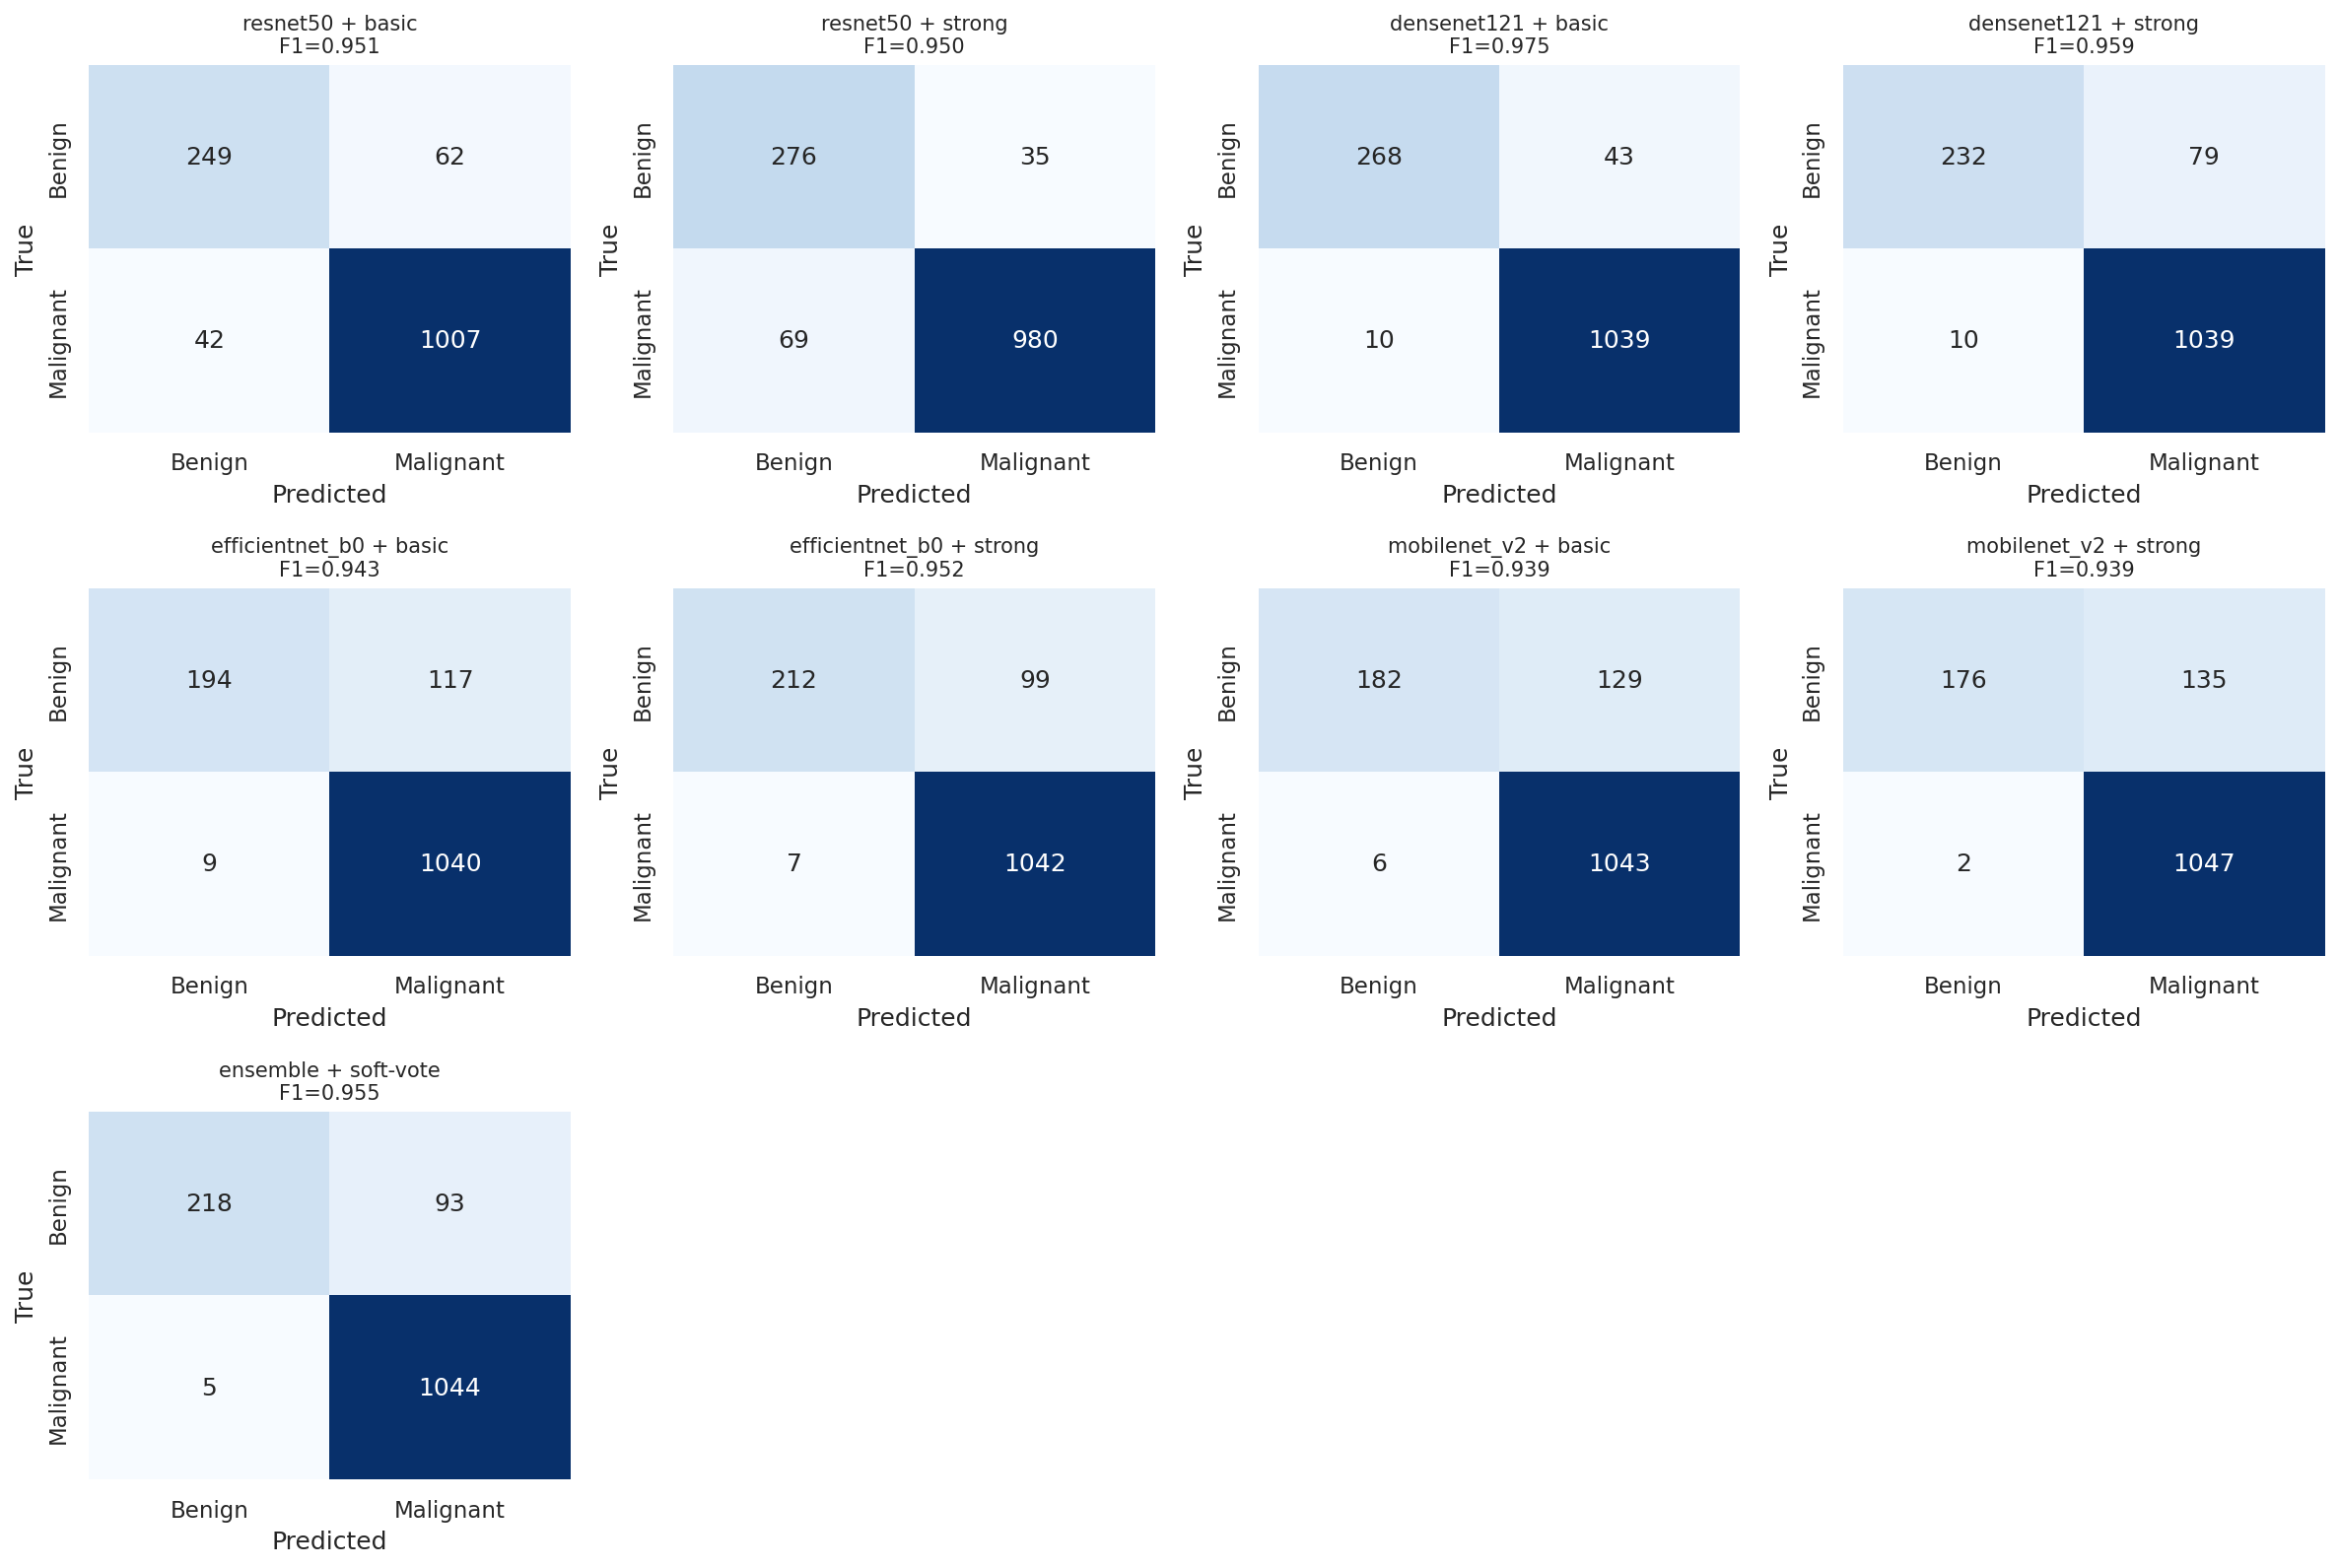 resnet50 + basic
F1=0.951
Benign
249
62
True
Malignant
42
1007
Benign
Malignant
Predicted
resnet50 + strong
F1=0.950
Benign
276
35
True
Malignant
69
980
Benign
Malignant
Predicted
densenet121 + basic
F1=0.975
Benign
268
43
True
Malignant
10
1039
Benign
Malignant
Predicted
densenet121 + strong
F1=0.959
Benign
232
79
True
Malignant
10
1039
Benign
Malignant
Predicted
efficientnet_b0 + basic
F1=0.943
Benign
194
117
True
Malignant
9
1040
Benign
Malignant
Predicted
efficientnet_b0 + strong
F1=0.952
Benign
212
99
True
Malignant
7
1042
Benign
Malignant
Predicted
mobilenet_v2 + basic
F1=0.939
Benign
182
129
True
Malignant
6
1043
Benign
Malignant
Predicted
mobilenet_v2 + strong
F1=0.939
Benign
176
135
True
Malignant
2
1047
Benign
Malignant
Predicted
ensemble + soft-vote
F1=0.955
Benign
218
93
True
Malignant
5
1044
Benign
Malignant
Predicted